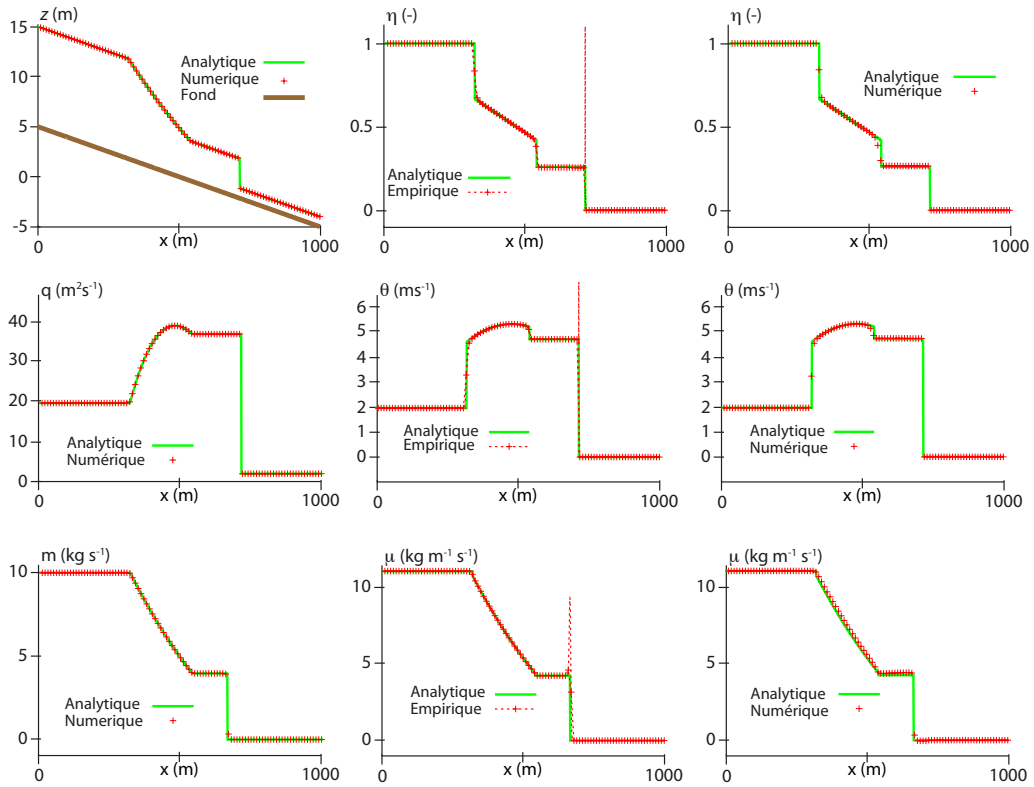 z (m)
15
10
5
0
-5
Analytique
Numerique
Fond
0
x (m)
1000
η (-)
1
0.5
0
Analytique
Empirique
0
x (m)
1000
η (-)
1
0.5
0
Analytique
Numérique
0
x (m)
1000
q (m²s⁻¹)
40
30
20
10
0
Analytique
Numérique
0
x (m)
1000
θ (ms⁻¹)
6
5
4
3
2
1
0
Analytique
Empirique
0
x (m)
1000
θ (ms⁻¹)
6
5
4
3
2
1
0
Analytique
Numérique
0
x (m)
1000
m (kg s⁻¹)
10
5
0
Analytique
Numerique
0
x (m)
1000
μ (kg m⁻¹ s⁻¹)
10
5
0
Analytique
Empirique
0
x (m)
1000
μ (kg m⁻¹ s⁻¹)
10
5
0
Analytique
Numérique
0
x (m)
1000